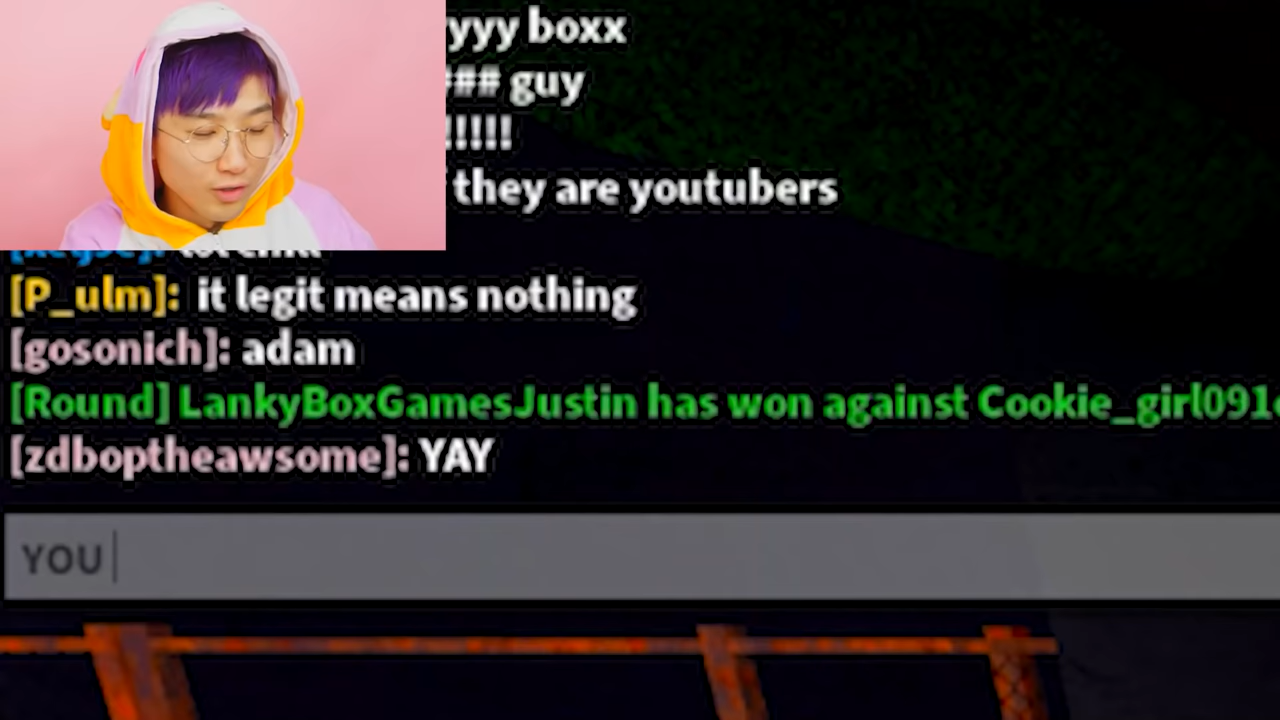 yyy boxx
### guy
!!!!!
they are youtubers
[P_ulm]: it legit means nothing
[gosonich]: adam
[Round] LankyBoxGamesJustin has won against Cookie_girl091
[zdboptheawsome]: YAY
YOU